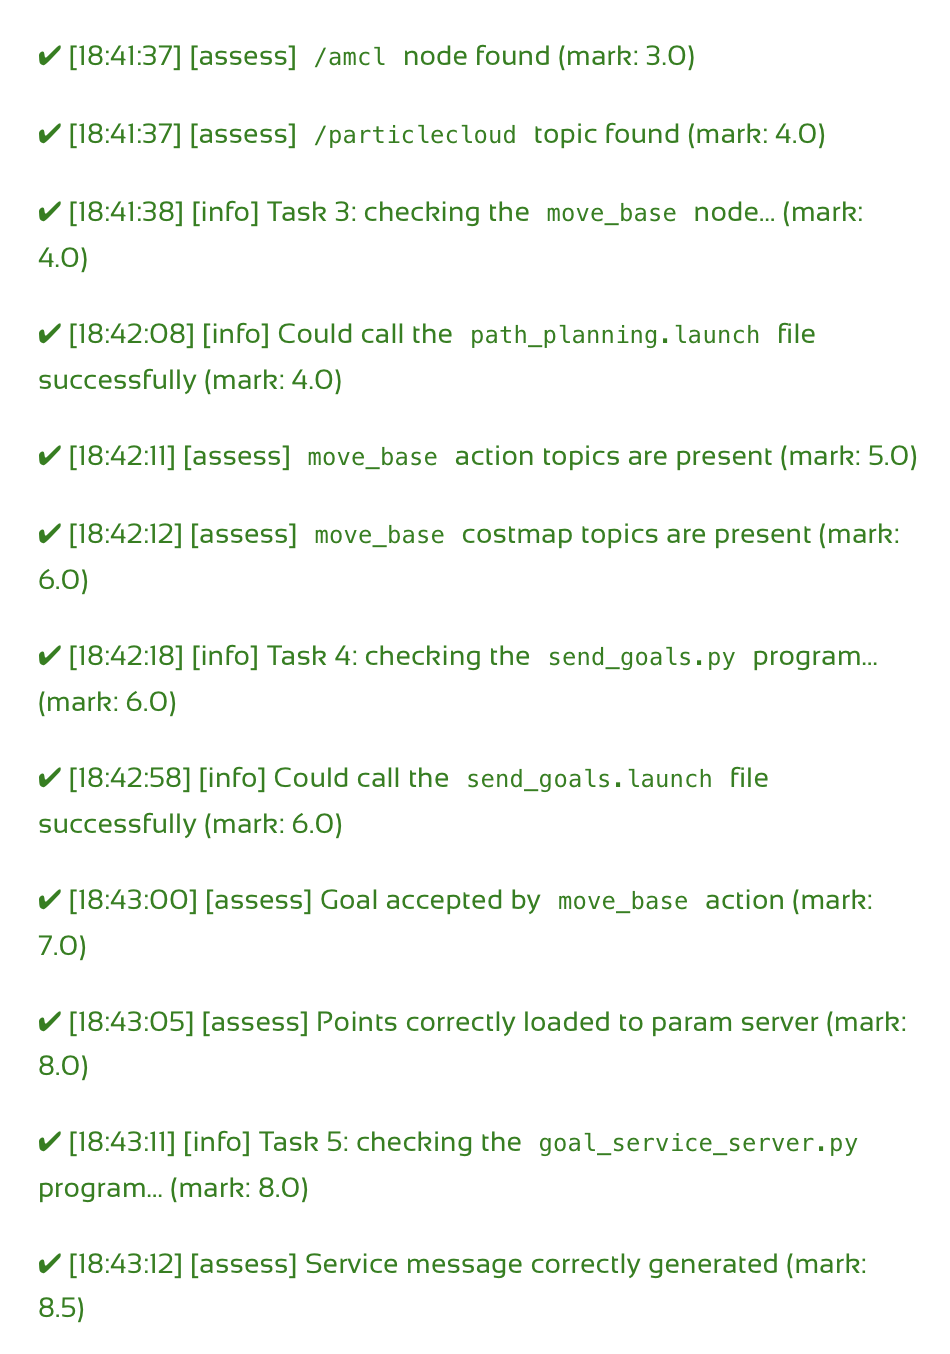 ✔ [18:41:37] [assess] /amcl node found (mark: 3.0)
✔ [18:41:37] [assess] /particlecloud topic found (mark: 4.0)
✔ [18:41:38] [info] Task 3: checking the move_base node... (mark:
4.0)
✔ [18:42:08] [info] Could call the path_planning.launch file
successfully (mark: 4.0)
✔ [18:42:11] [assess] move_base action topics are present (mark: 5.0)
✔ [18:42:12] [assess] move_base costmap topics are present (mark:
6.0)
✔ [18:42:18] [info] Task 4: checking the send_goals.py program...
(mark: 6.0)
✔ [18:42:58] [info] Could call the send_goals.launch file
successfully (mark: 6.0)
✔ [18:43:00] [assess] Goal accepted by move_base action (mark:
7.0)
✔ [18:43:05] [assess] Points correctly loaded to param server (mark:
8.0)
✔ [18:43:11] [info] Task 5: checking the goal_service_server.py
program... (mark: 8.0)
✔ [18:43:12] [assess] Service message correctly generated (mark:
8.5)